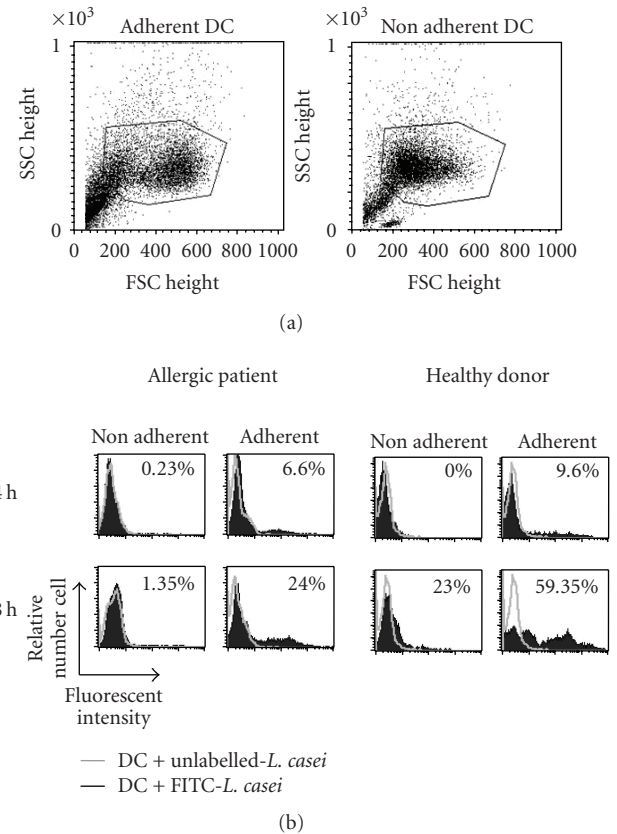 ×10³
Adherent DC
1
SSC height
0
0 200 400 600 800 1000
FSC height
×10³
Non adherent DC
1
SSC height
0
0 200 400 600 800 1000
FSC height
(a)
Allergic patient
Healthy donor
Non adherent
Adherent
Non adherent
Adherent
0.23%
6.6%
0%
9.6%
h
1.35%
24%
23%
59.35%
h
Relative
number cell
Fluorescent
intensity
DC + unlabelled-L. casei
DC + FITC-L. casei
(b)